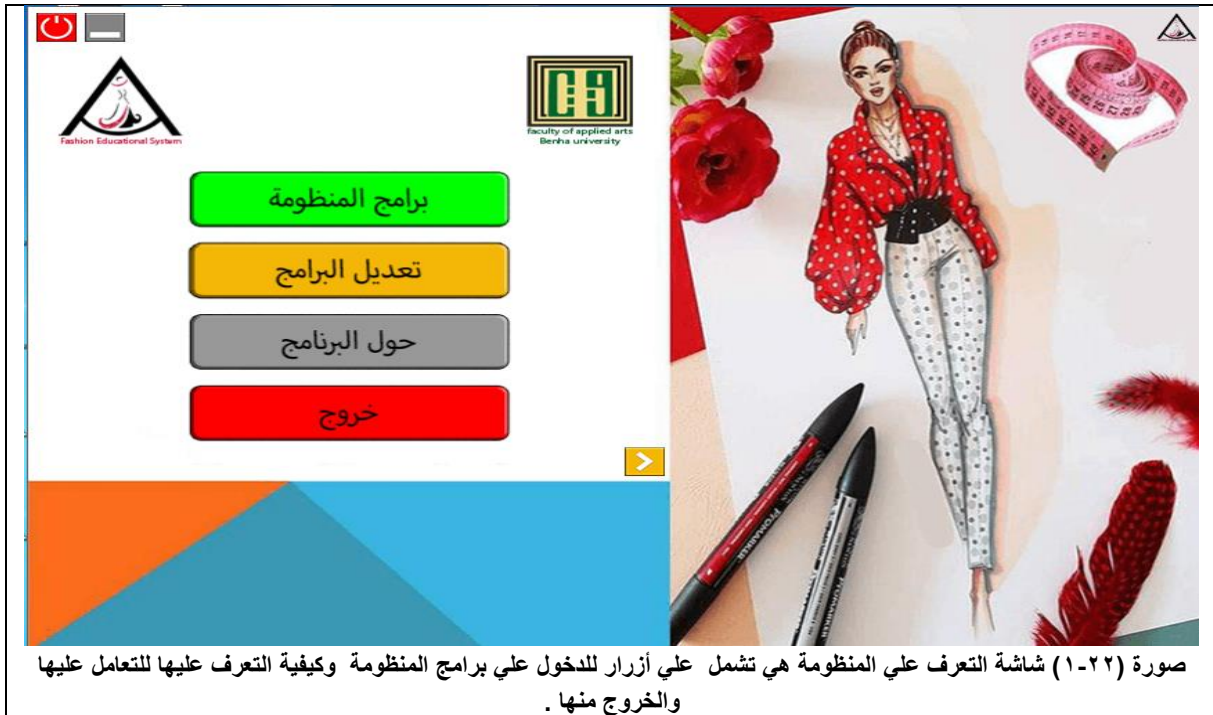 Fashion Educational System
faculty of applied arts
Benha university
برامج المنظومة
تعديل البرامج
حول البرنامج
خروج
PROMARKER
PROMARKER
صورة (٢٢-١) شاشة التعرف علي المنظومة هي تشمل علي أزرار للدخول علي برامج المنظومة وكيفية التعرف عليها للتعامل عليها
والخروج منها .